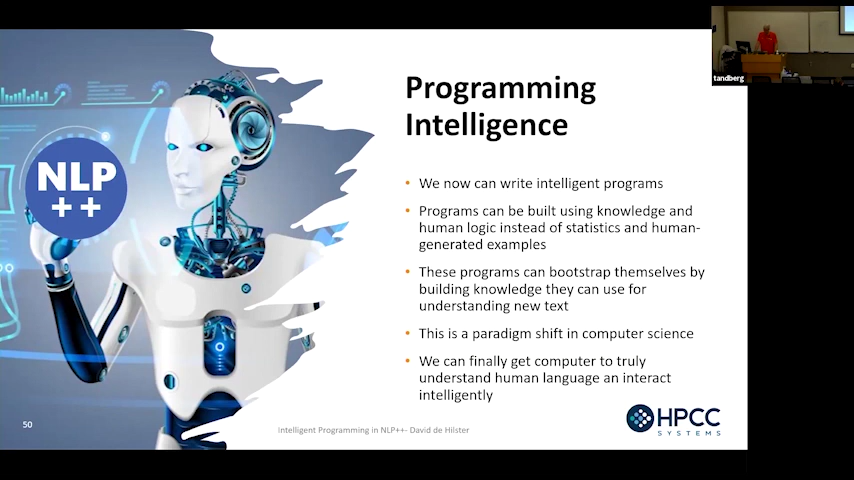 tandberg
Programming
Intelligence
NLP
++
• We now can write intelligent programs
• Programs can be built using knowledge and
human logic instead of statistics and human-
generated examples
• These programs can bootstrap themselves by
building knowledge they can use for
understanding new text
• This is a paradigm shift in computer science
• We can finally get computer to truly
understand human language an interact
intelligently
50
Intelligent Programming in NLP++- David de Hilster
HPCC
SYSTEMS